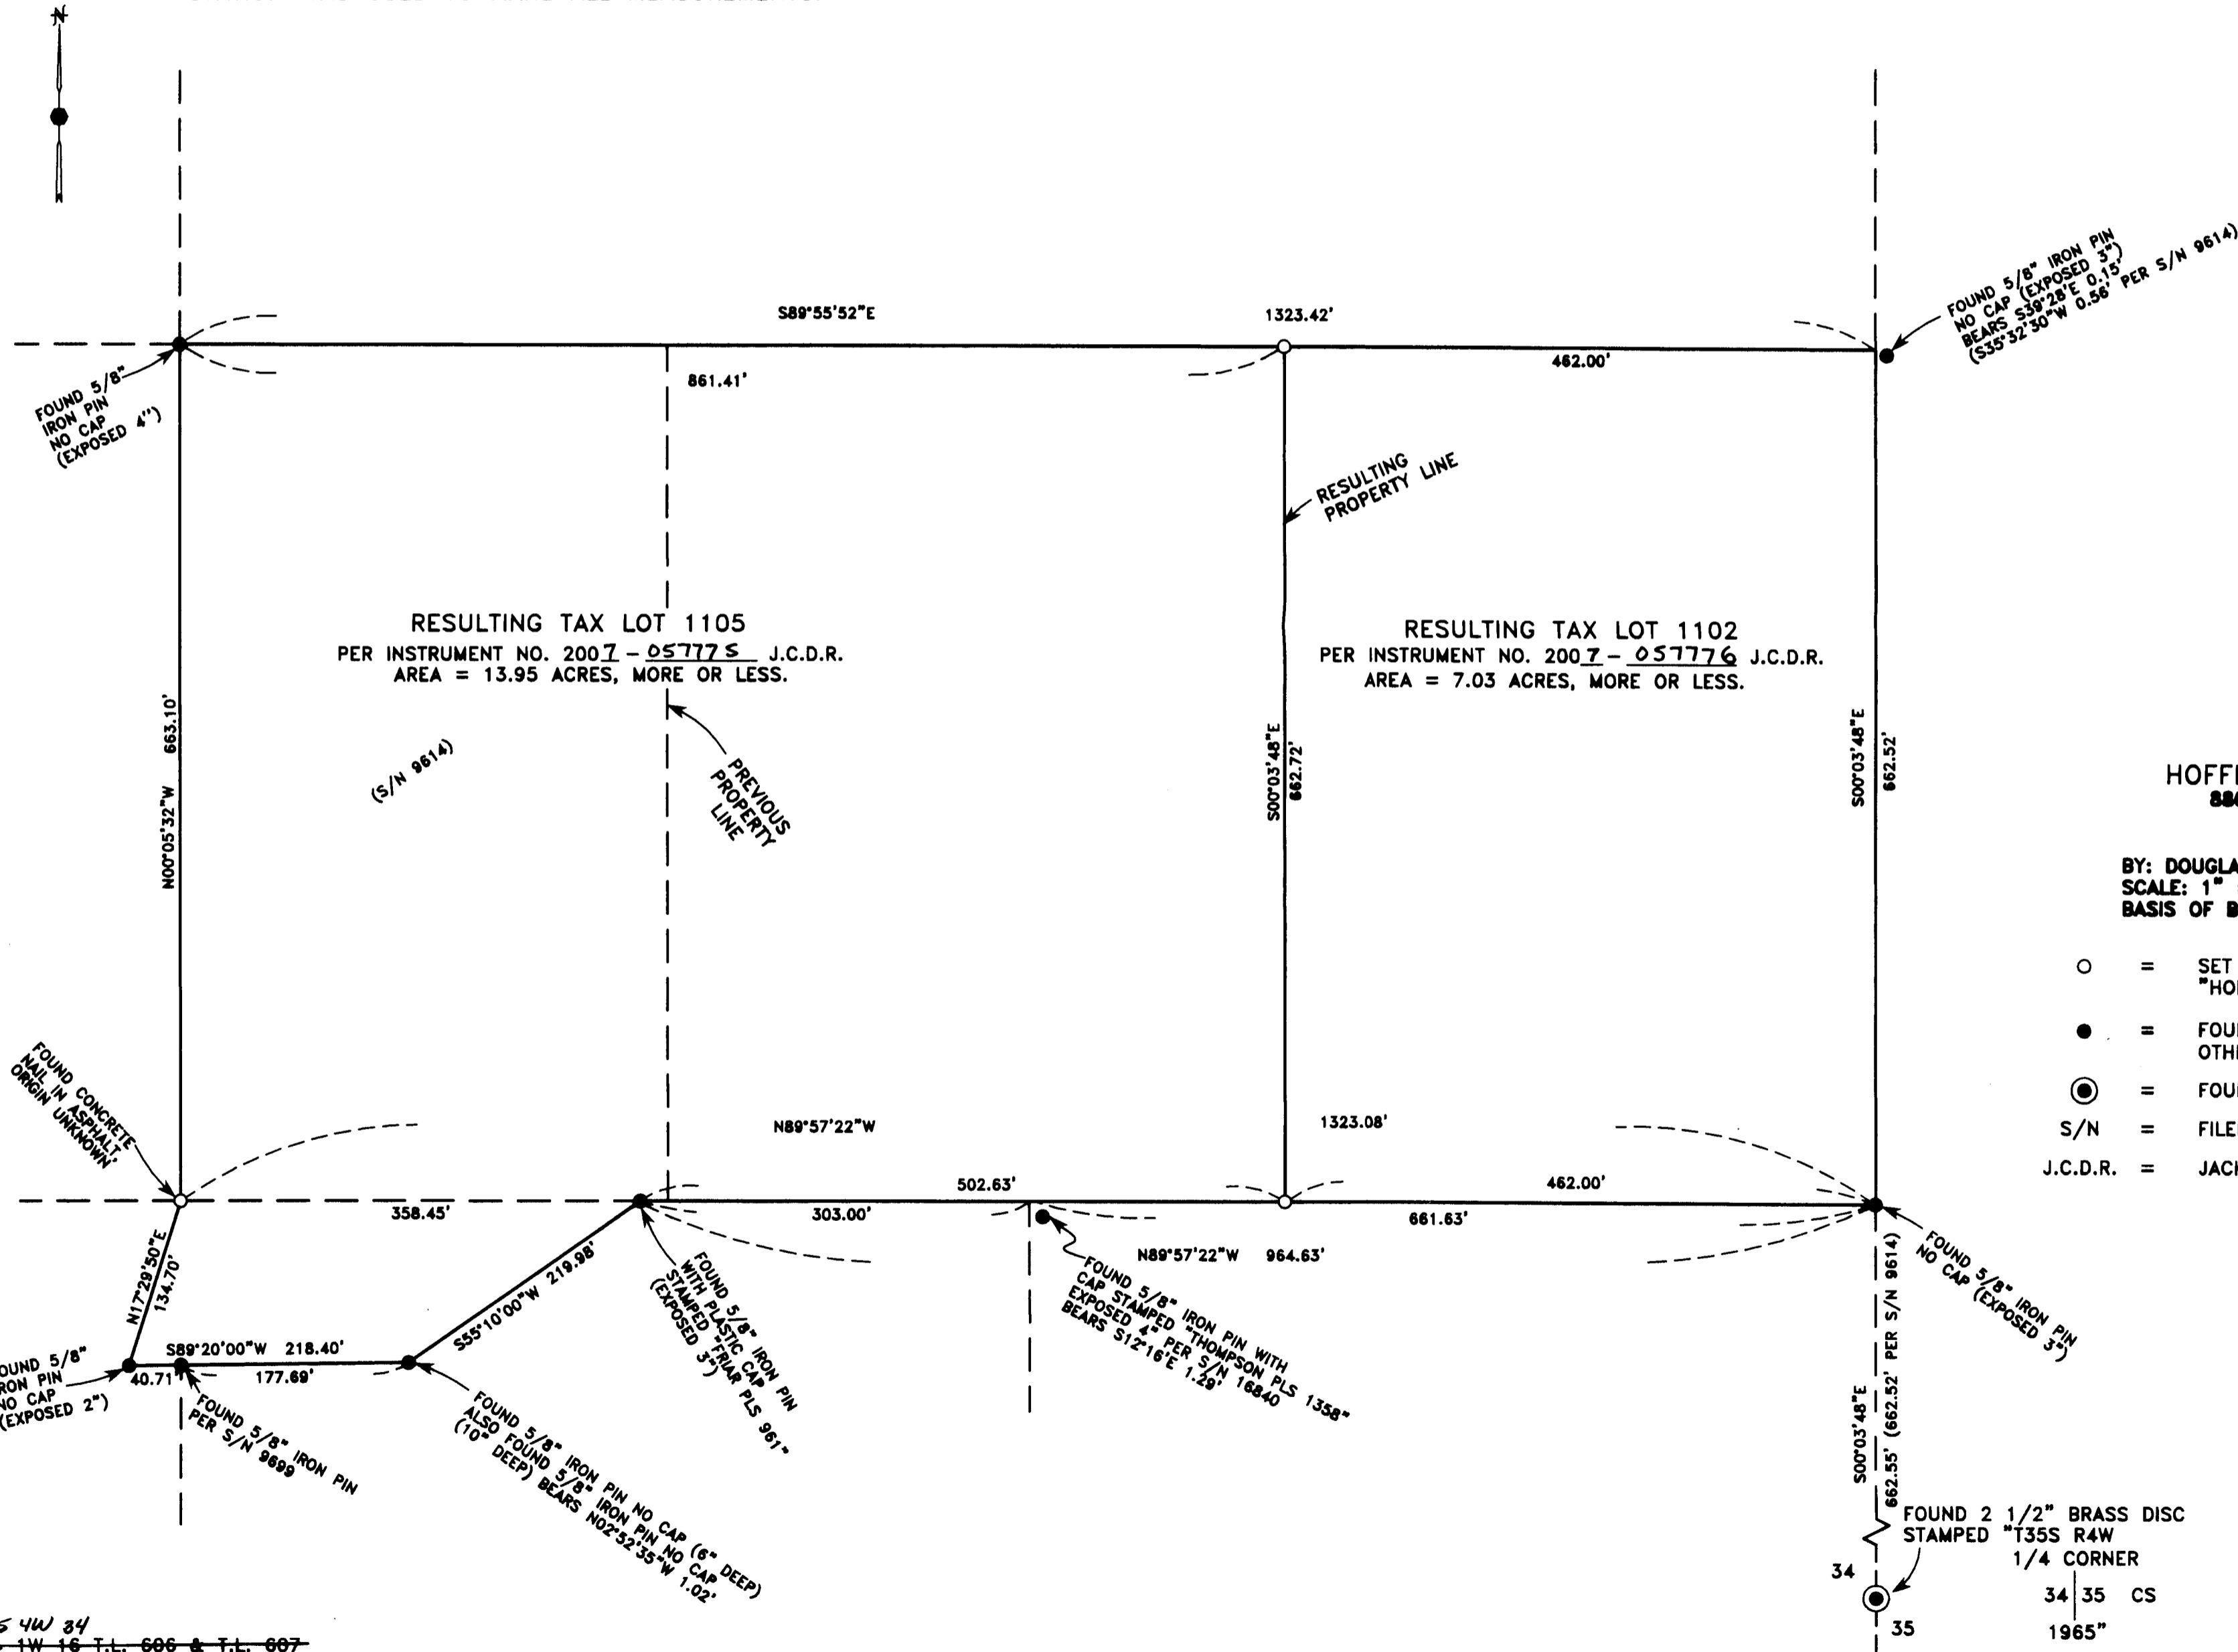 N
S89°55'52"E
1323.42'
FOUND 5/8" IRON PIN
NO CAP (EXPOSED 3")
BEARS S39°28'E 0.15'
(S35°32'30"W 0.56' PER S/N 9614)
861.41'
462.00'
FOUND 5/8"
IRON PIN
NO CAP
(EXPOSED 4")
RESULTING
PROPERTY LINE
RESULTING TAX LOT 1105
PER INSTRUMENT NO. 2007-057775 J.C.D.R.
AREA = 13.95 ACRES, MORE OR LESS.
RESULTING TAX LOT 1102
PER INSTRUMENT NO. 2007-057776 J.C.D.R.
AREA = 7.03 ACRES, MORE OR LESS.
N00°05'32"W 663.10'
(S/N 9614)
PREVIOUS
PROPERTY
LINE
S00°03'48"E
662.72'
S00°03'48"E
662.52'
BY:
SCALE: 1"
BASIS OF
○ = SET
● = 
S/N =
J.C.D.R. =
FOUND CONCRETE
NAIL IN ASPHALT,
ORIGIN UNKNOWN
N89°57'22"W
1323.08'
502.63'
462.00'
358.45'
303.00'
661.63'
N89°57'22"W 964.63'
N17°29'50"E
134.70'
S55°10'00"W 219.98'
FOUND 5/8" IRON PIN
WITH PLASTIC CAP
STAMPED "FRIAR PLS 961"
(EXPOSED 3")
FOUND 5/8" IRON PIN WITH
CAP STAMPED "THOMPSON PLS 1358"
EXPOSED 4" PER S/N 16840
BEARS S12°16'E 1.29'
FOUND 5/8" IRON PIN
NO CAP (EXPOSED 3")
S89°20'00"W 218.40'
40.71'
177.69'
5/8"
IRON PIN
NO CAP
(EXPOSED 2")
FOUND 5/8" IRON PIN
PER S/N 9699
FOUND 5/8" IRON PIN NO CAP (6" DEEP)
ALSO FOUND 5/8" IRON PIN NO CAP
(10" DEEP) BEARS N02°52'35"W 1.02'
S00°03'48"E
662.55' (662.52' PER S/N 9614)
FOUND 2 1/2" BRASS DISC
STAMPED "T35S R4W
1/4 CORNER
34
34 35 CS
35
1965"
4W 34
1W 16 T.L. 606 & T.L. 607